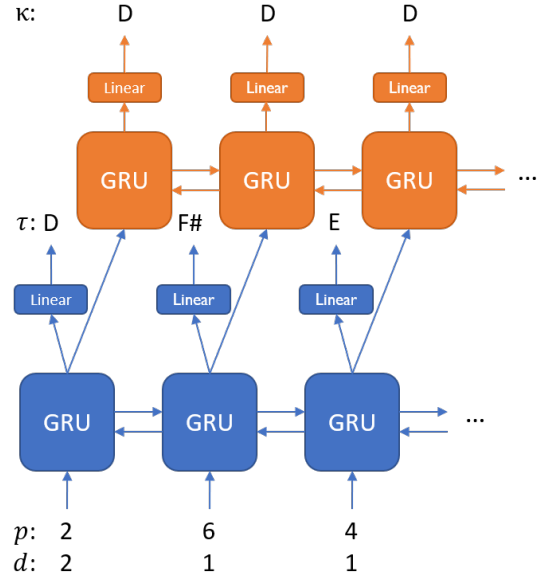 κ: D D D
Linear Linear Linear
GRU GRU GRU ...
τ: D F# E
Linear Linear Linear
GRU GRU GRU ...
p: 2 6 4
d: 2 1 1